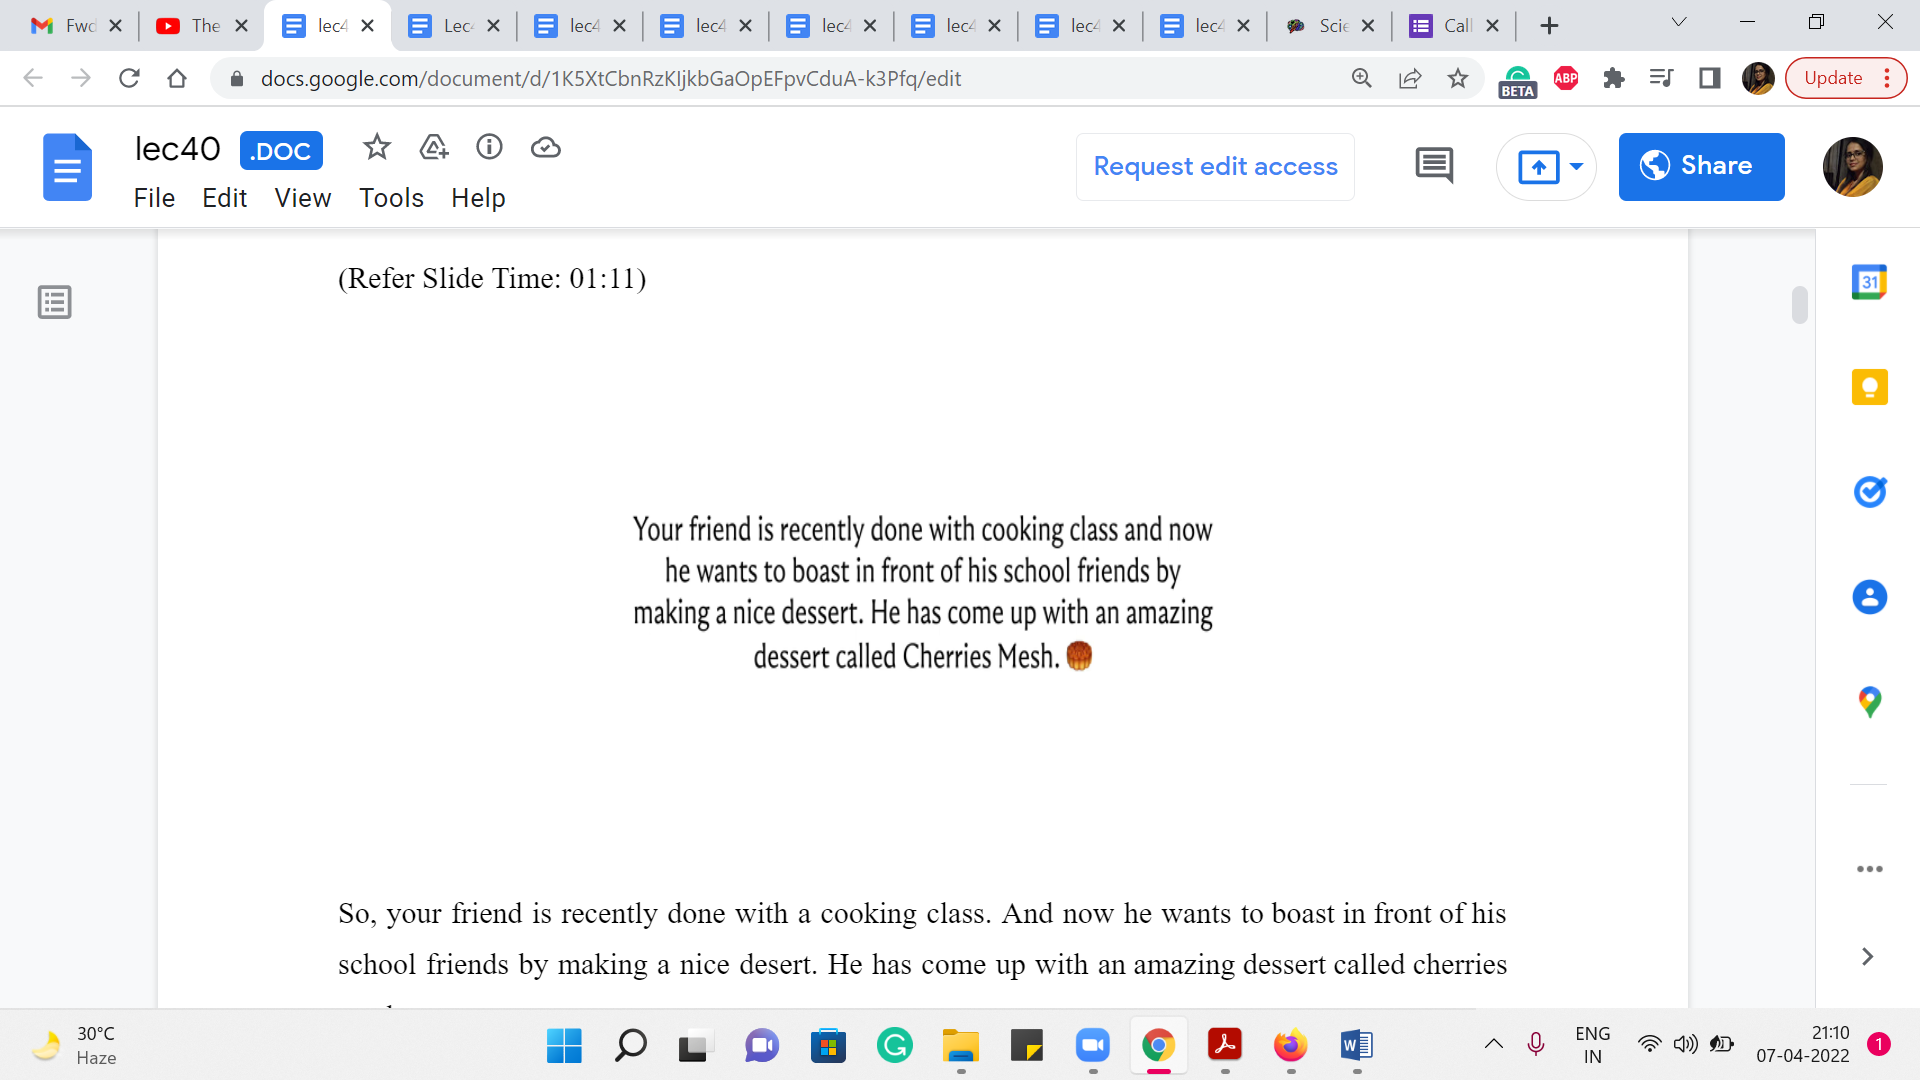 Fwd
The
lec4
Lec4
lec4
lec4
lec4
lec4
lec4
lec4
Scie
Call
docs.google.com/document/d/1K5XtCbnRzKIjkbGaOpEFpvCduA-k3Pfq/edit
BETA
ABP
Update
lec40 .DOC
Request edit access
Share
File Edit View Tools Help
31
(Refer Slide Time: 01:11)
Your friend is recently done with cooking class and now
he wants to boast in front of his school friends by
making a nice dessert. He has come up with an amazing
dessert called Cherries Mesh.
So, your friend is recently done with a cooking class. And now he wants to boast in front of his
school friends by making a nice desert. He has come up with an amazing dessert called cherries
30°C
Haze
ENG
IN
21:10
07-04-2022
1